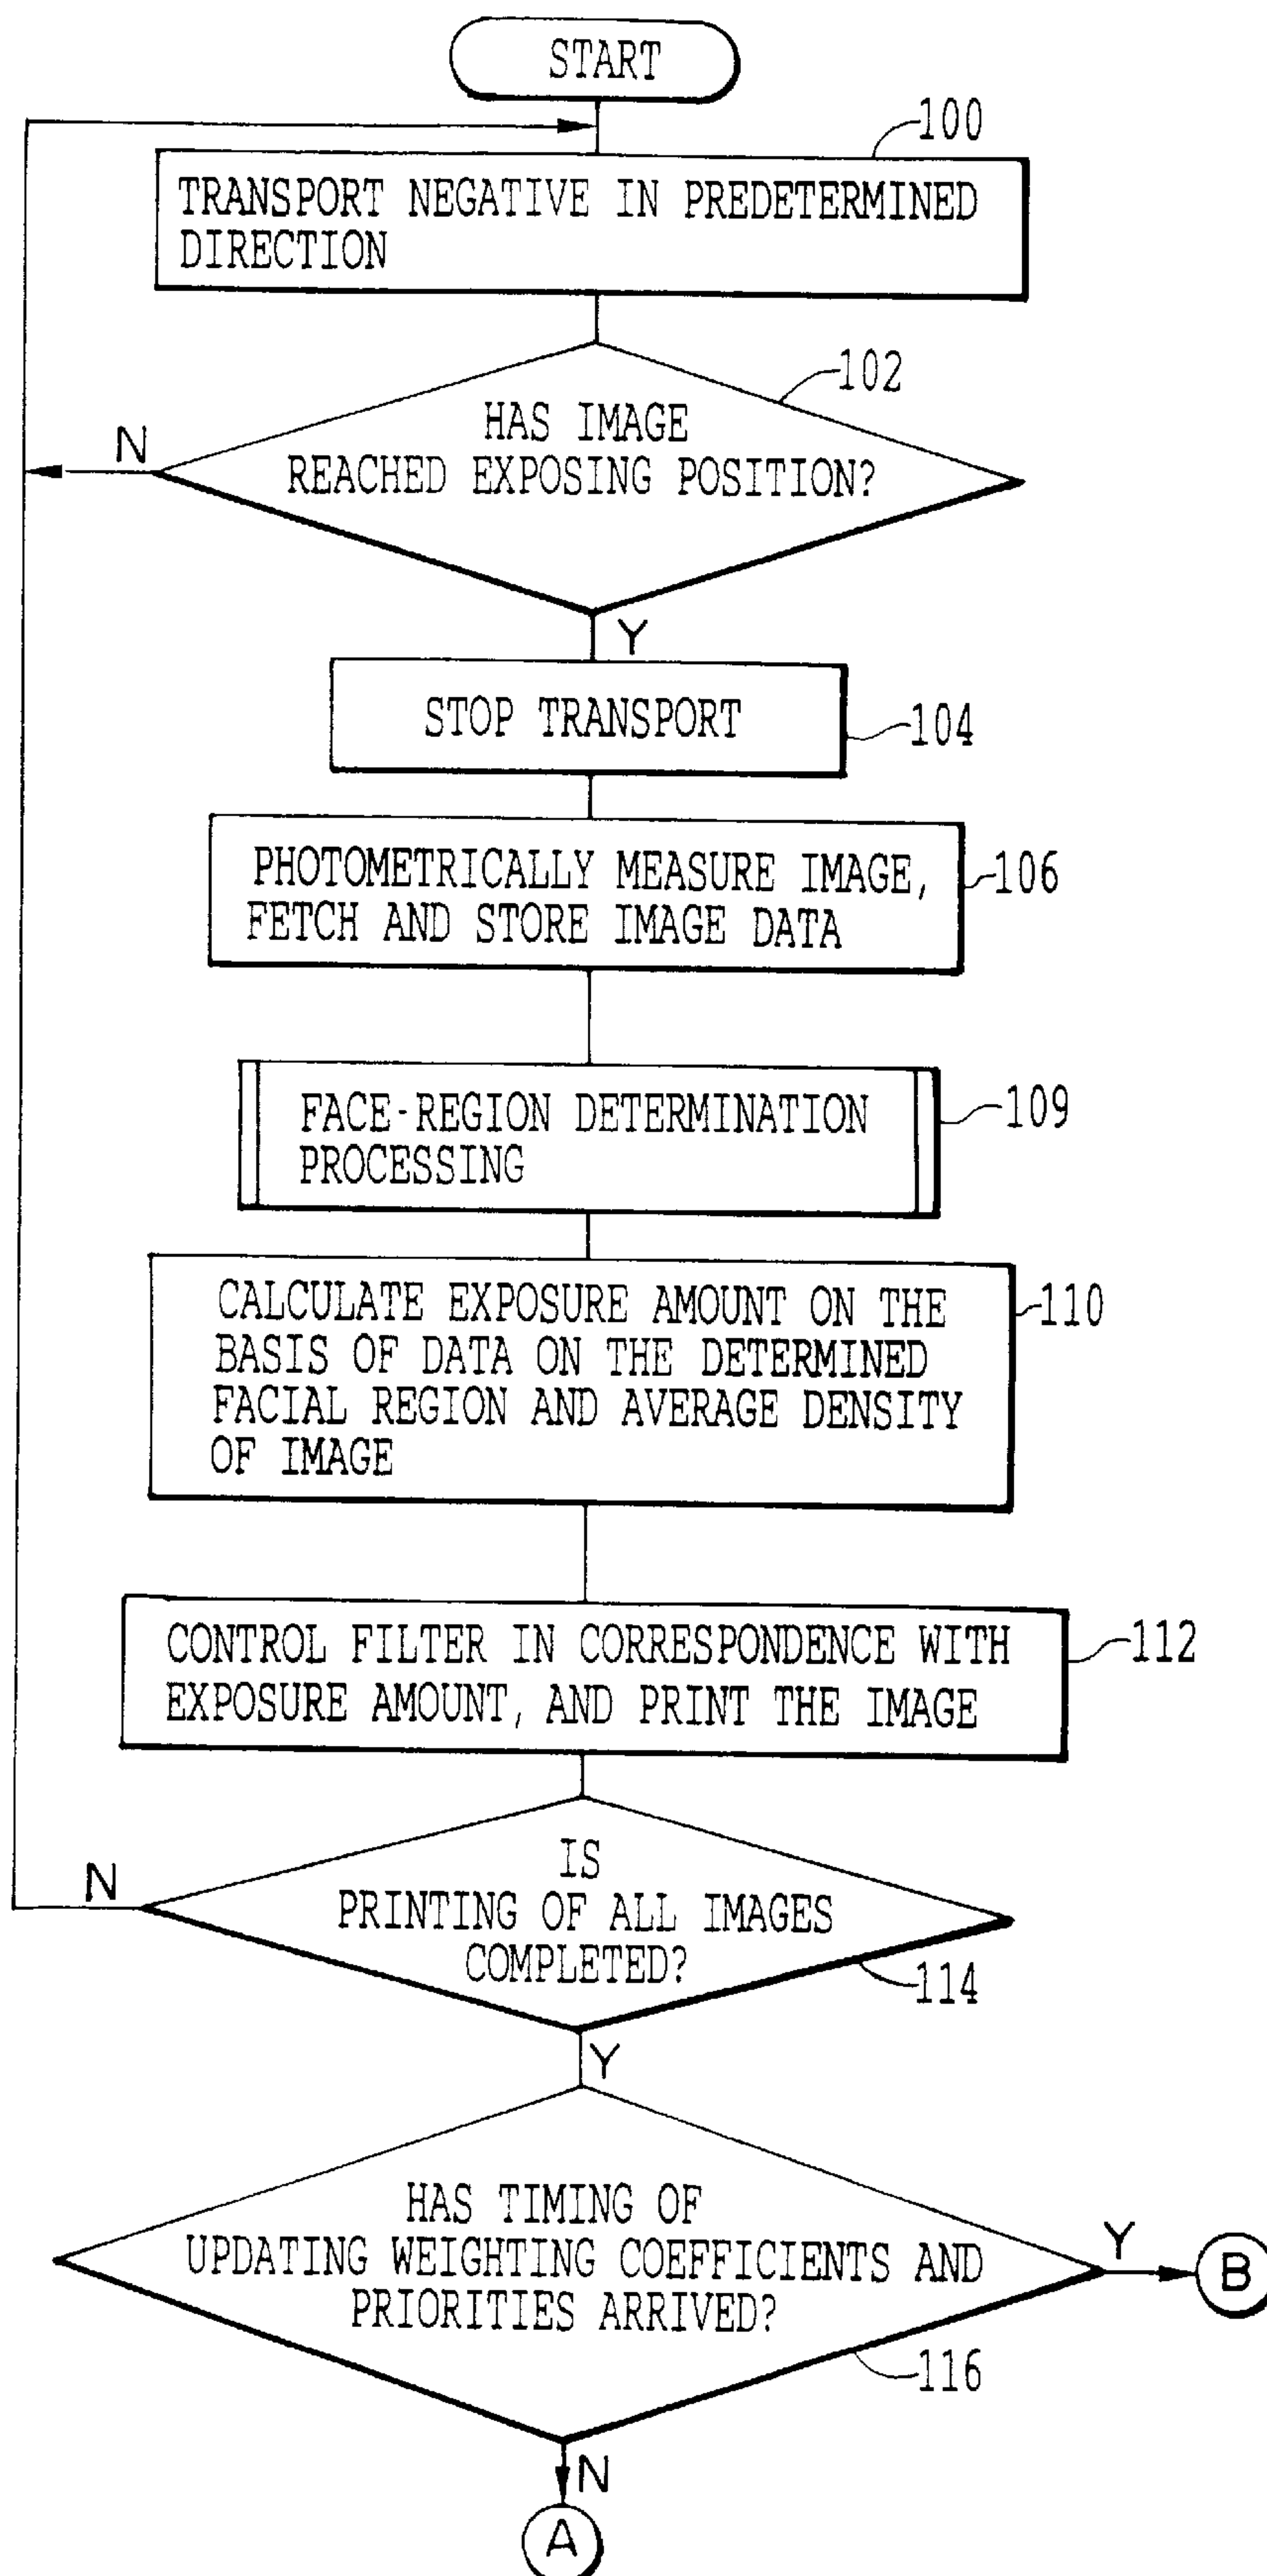 START
100
TRANSPORT NEGATIVE IN PREDETERMINED
DIRECTION
102
HAS IMAGE
REACHED EXPOSING POSITION?
N
Y
STOP TRANSPORT
104
PHOTOMETRICALLY MEASURE IMAGE,
FETCH AND STORE IMAGE DATA
106
FACE-REGION DETERMINATION
PROCESSING
109
CALCULATE EXPOSURE AMOUNT ON THE
BASIS OF DATA ON THE DETERMINED
FACIAL REGION AND AVERAGE DENSITY
OF IMAGE
110
CONTROL FILTER IN CORRESPONDENCE WITH
EXPOSURE AMOUNT, AND PRINT THE IMAGE
112
IS
PRINTING OF ALL IMAGES
COMPLETED?
N
114
Y
HAS TIMING OF
UPDATING WEIGHTING COEFFICIENTS AND
PRIORITIES ARRIVED?
Y
B
116
N
A